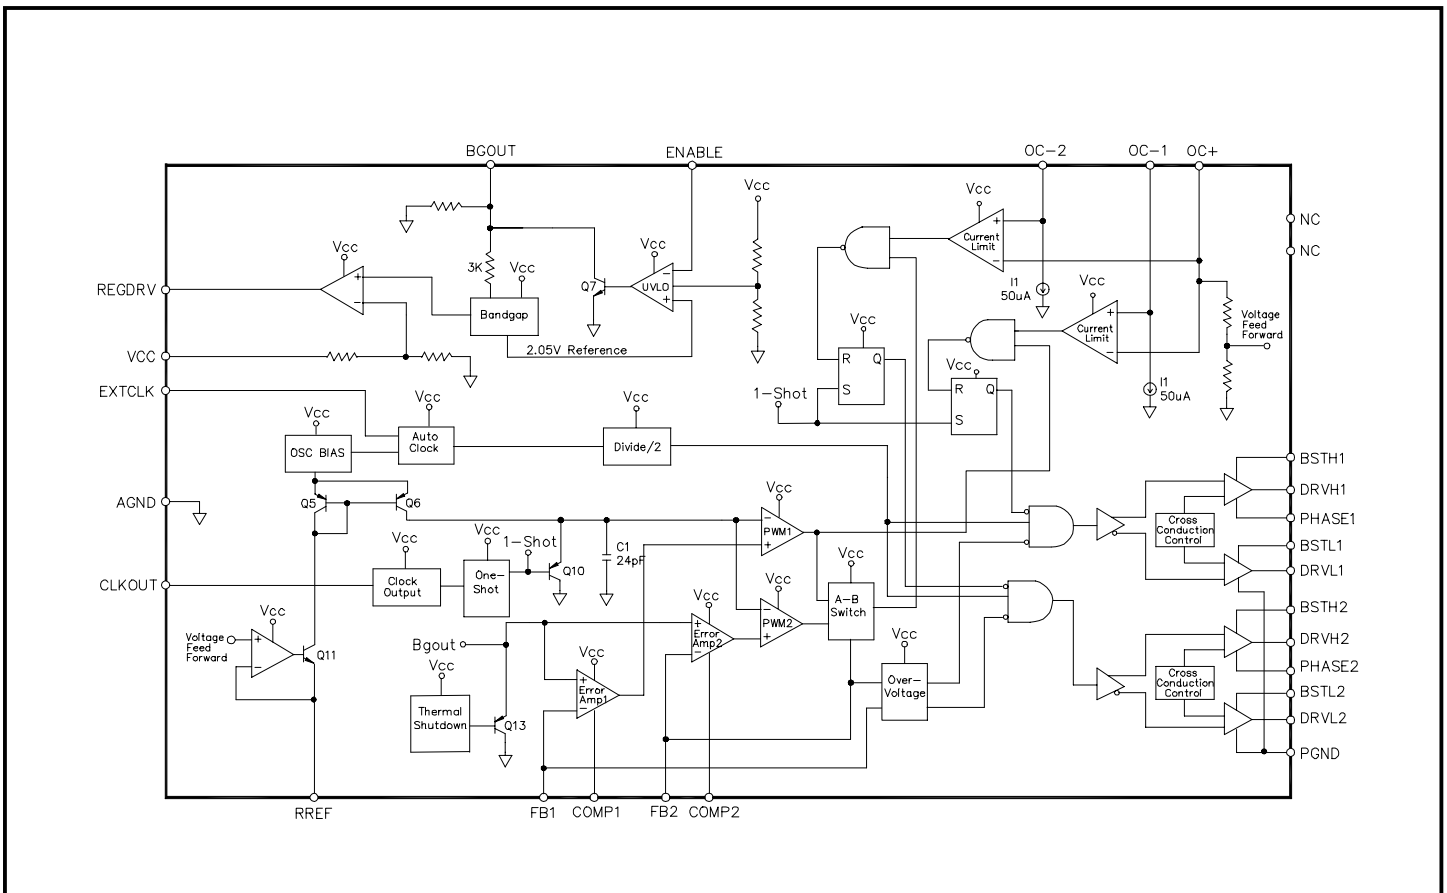 BGOUT
ENABLE
OC-2
OC-1
OC+
NC
NC
REGDRV
VCC
EXTCLK
AGND
CLKOUT
Vcc
3K
Vcc
Bandgap
2.05V Reference
Q7
Vcc
UVLO
Vcc
Vcc
Current
Limit
I1
50uA
Vcc
Current
Limit
I1
50uA
Voltage
Feed
Forward
Vcc
R
Q
S
Vcc
R
Q
S
1-Shot
Vcc
OSC BIAS
Vcc
Auto
Clock
Vcc
Divide/2
Q5
Q6
Vcc
Clock
Output
Vcc
One-
Shot
1-Shot
Q10
C1
24pF
Vcc
PWM1
Vcc
PWM2
Vcc
A-B
Switch
Vcc
Over-
Voltage
Vcc
Error
Amp2
Vcc
Error
Amp1
Bgout
Vcc
Thermal
Shutdown
Q13
Voltage
Feed
Forward
Vcc
Q11
Cross
Conduction
Control
Cross
Conduction
Control
BSTH1
DRVH1
PHASE1
BSTL1
DRVL1
BSTH2
DRVH2
PHASE2
BSTL2
DRVL2
PGND
RREF
FB1
COMP1
FB2
COMP2